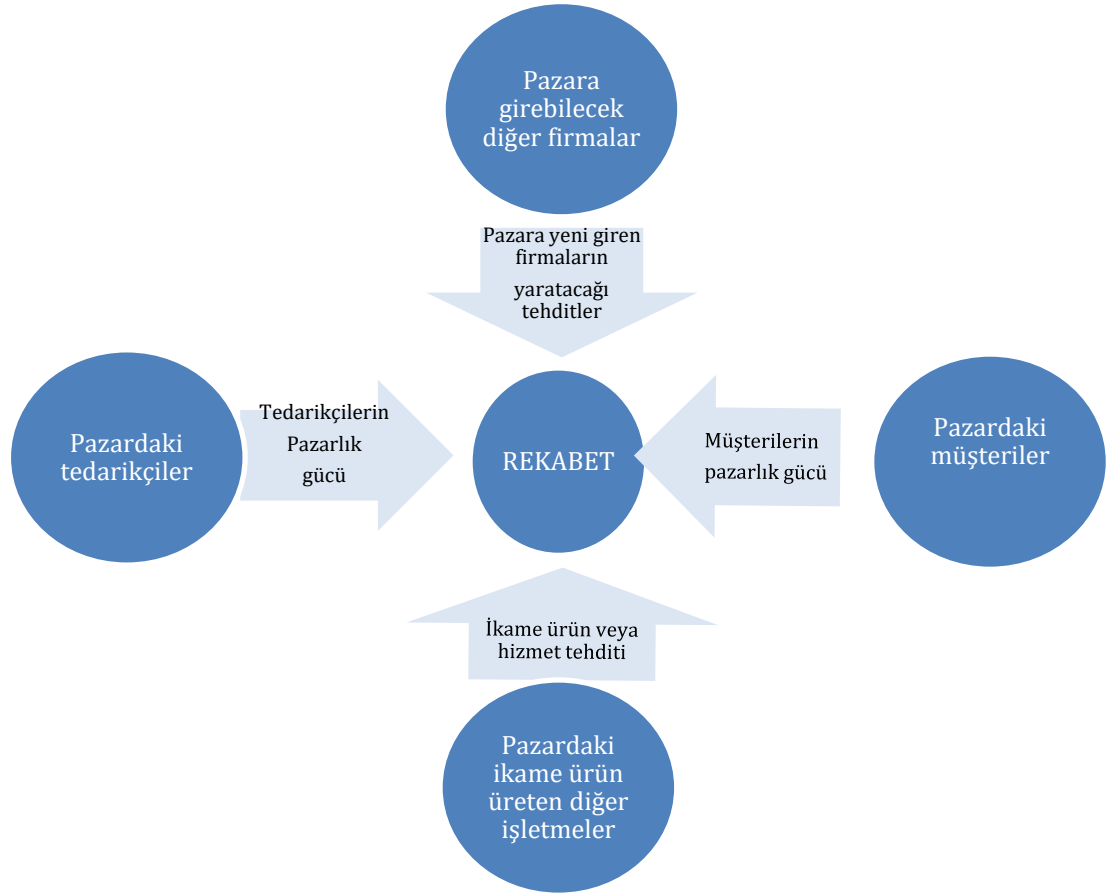 Pazara
girebilecek
diğer firmalar
Pazara yeni giren
firmaların
yaratacağı
tehditler
Pazardaki
tedarikçiler
Tedarikçilerin
Pazarlık
gücü
REKABET
Müşterilerin
pazarlık gücü
Pazardaki
müşteriler
İkame ürün veya
hizmet tehditi
Pazardaki
ikame ürün
üreten diğer
işletmeler